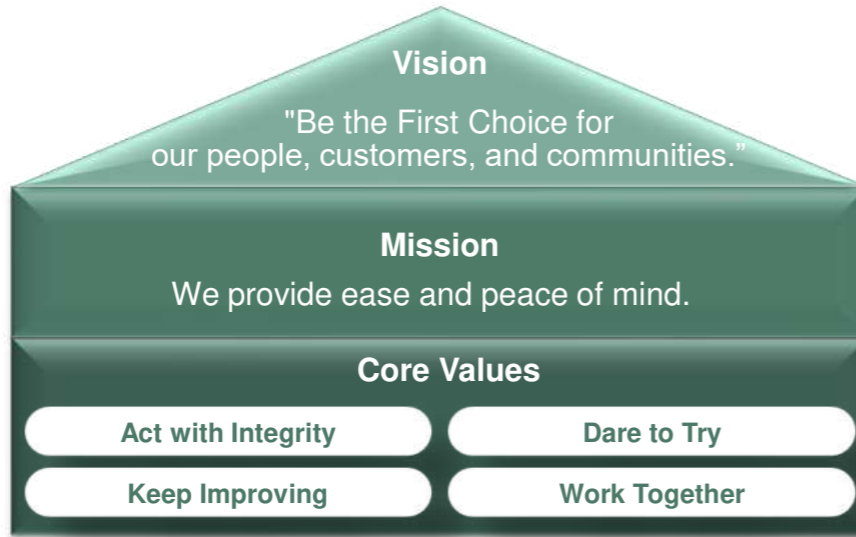 Vision
"Be the First Choice for
our people, customers, and communities.”
Mission
We provide ease and peace of mind.
Core Values
Act with Integrity
Dare to Try
Keep Improving
Work Together